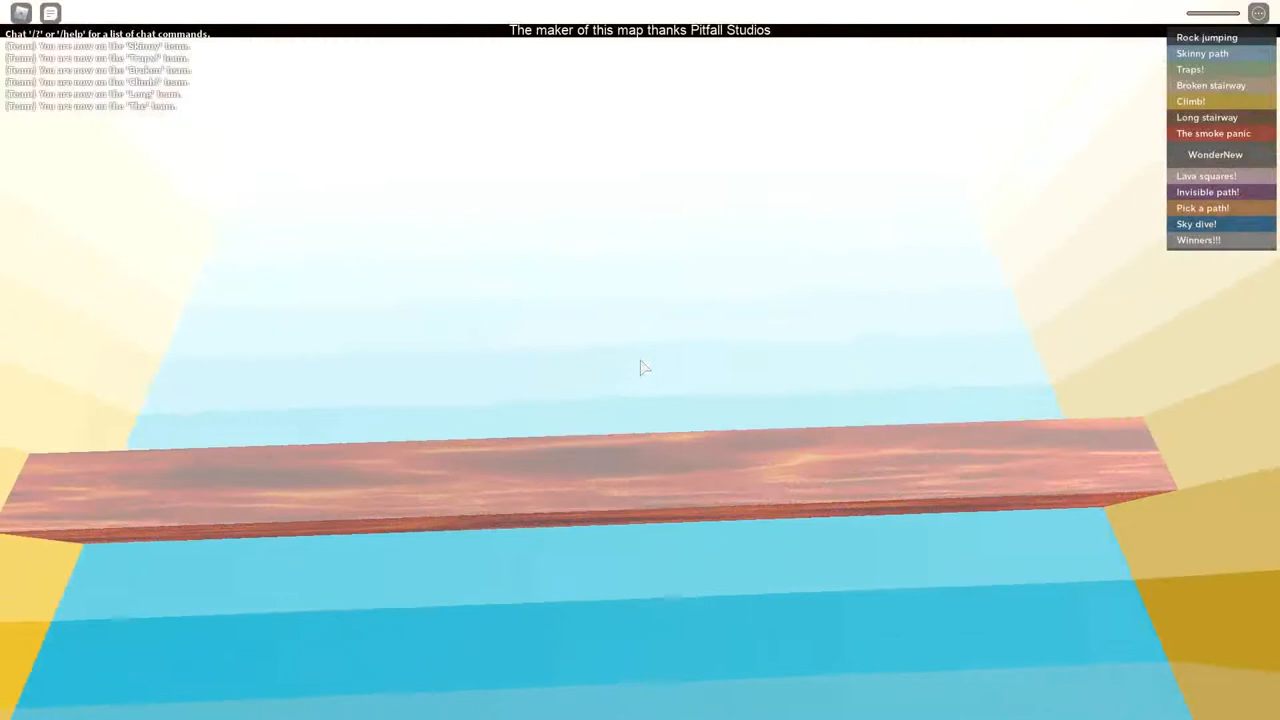 The maker of this map thanks Pitfall Studios
Chat '/?' or '/help' for a list of chat commands.
{Team} You are now on the 'Skinny' team.
{Team} You are now on the 'Traps!' team.
{Team} You are now on the 'Broken' team.
{Team} You are now on the 'Climb!' team.
{Team} You are now on the 'Long' team.
{Team} You are now on the 'The' team.
Rock jumping
Skinny path
Traps!
Broken stairway
Climb!
Long stairway
The smoke panic
WonderNew
Lava squares!
Invisible path!
Pick a path!
Sky dive!
Winners!!!